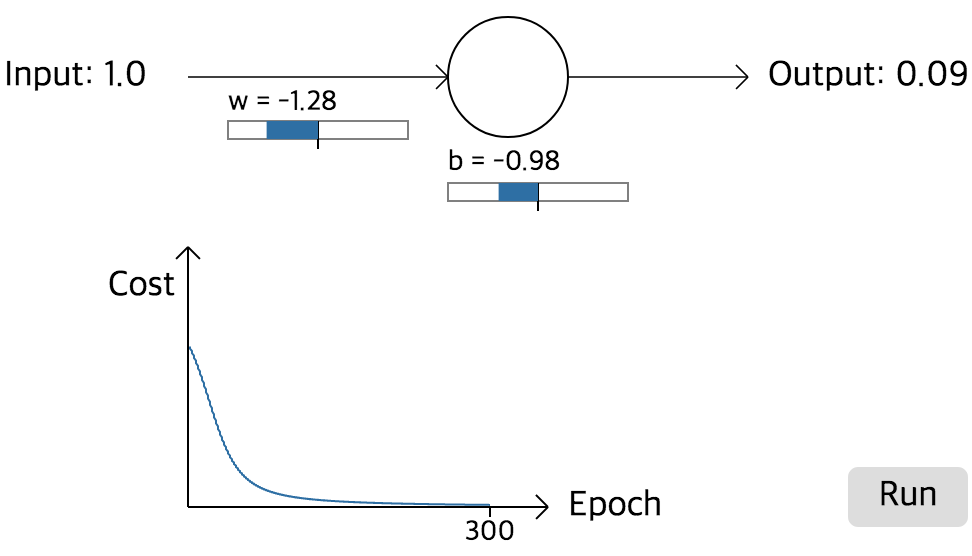 Input: 1.0
Output: 0.09
w = -1.28
b = -0.98
Cost
Epoch
300
Run